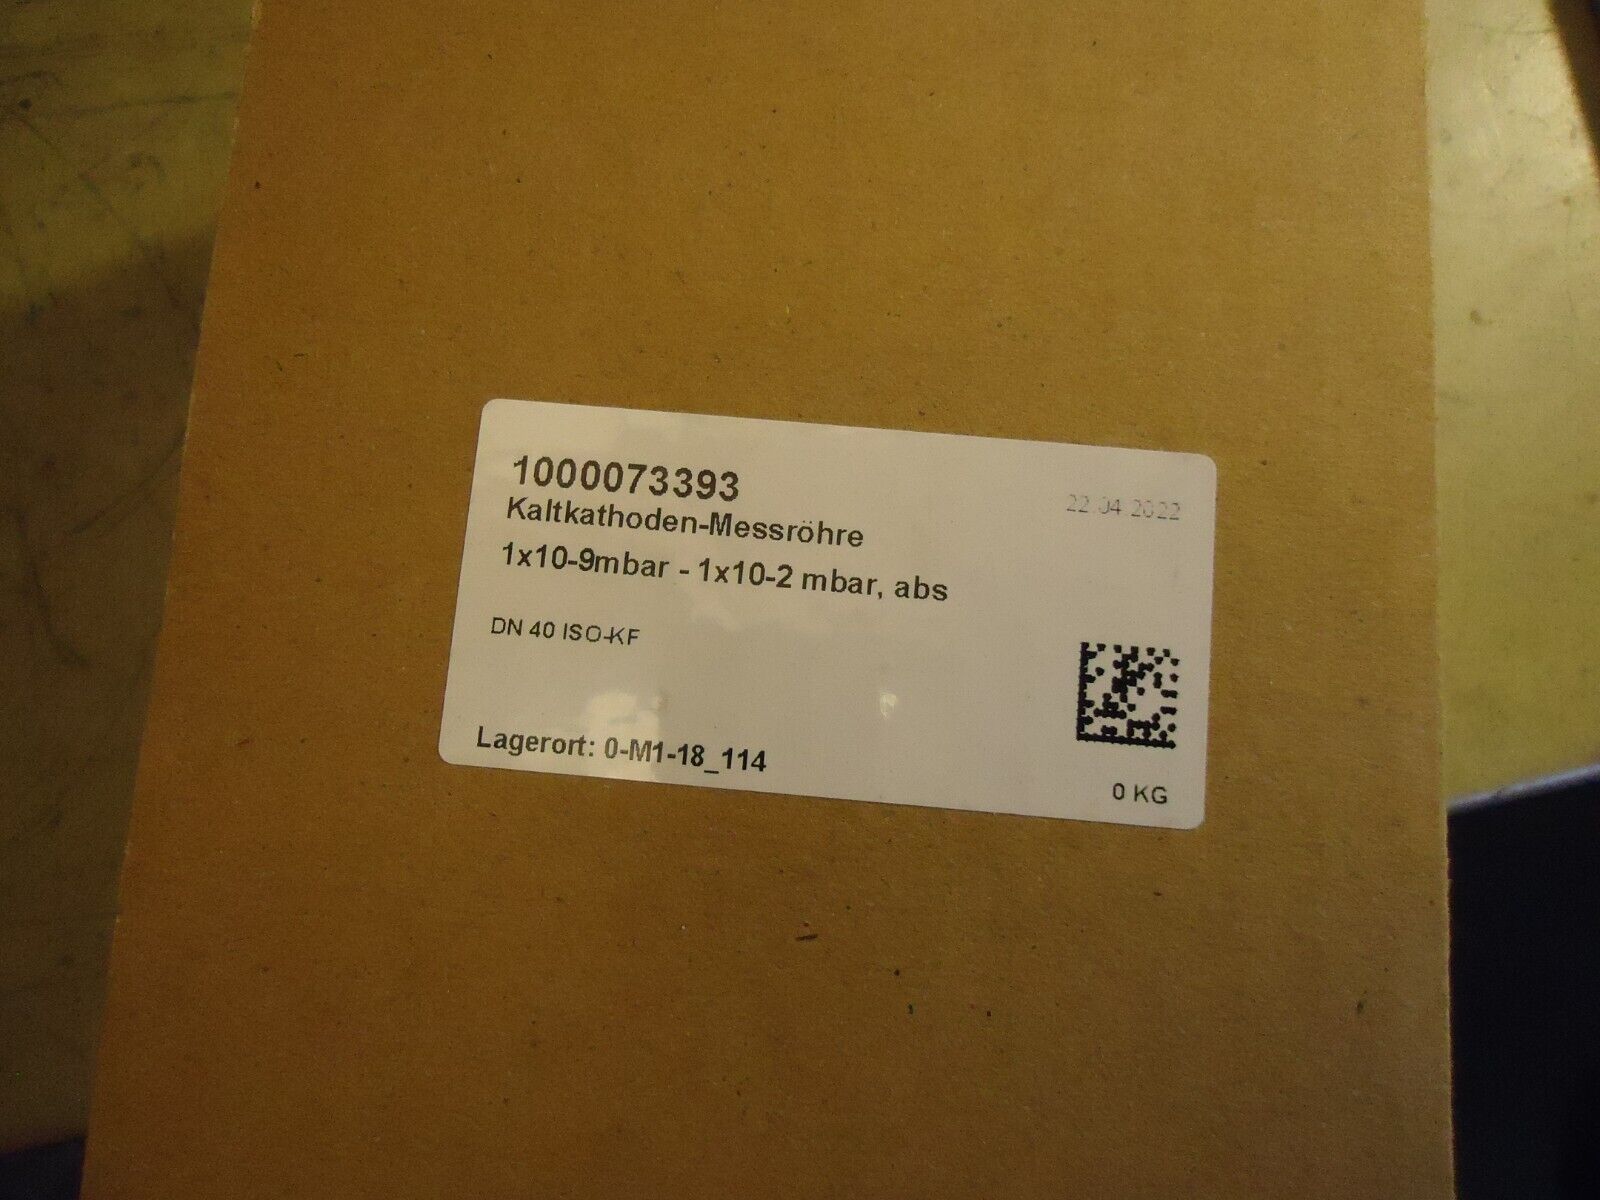 1000073393
22.04.2022
Kaltkathoden-Messröhre
1x10-9mbar - 1x10-2 mbar, abs
DN 40 ISO-KF
Lagerort: 0-M1-18_114
0 KG